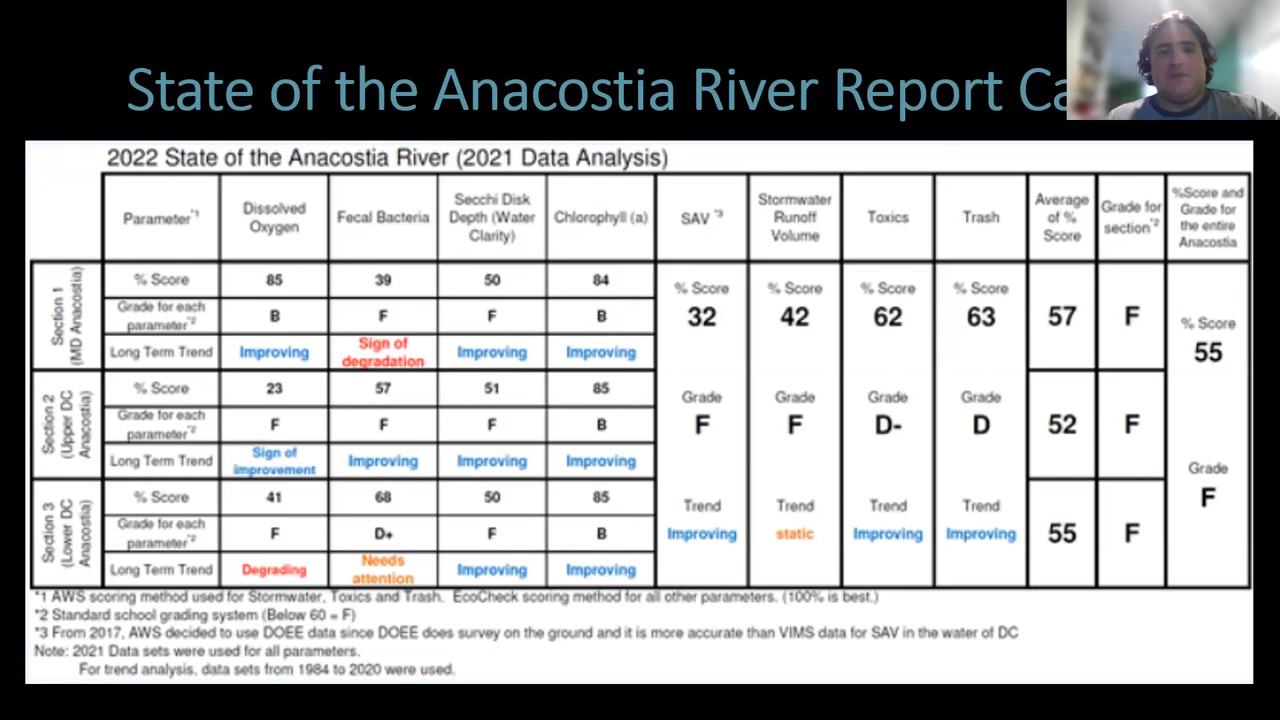 State of the Anacostia River Report Ca
2022 State of the Anacostia River (2021 Data Analysis)
Parameter*1 Dissolved Oxygen Fecal Bacteria Secchi Disk Depth (Water Clarity) Chlorophyll (a) SAV *3 Stormwater Runoff Volume Toxics Trash Average of % Score Grade for section*2 %Score and Grade for the entire Anacostia
Section 1 (MD Anacostia)
% Score 85 39 50 84
Grade for each parameter*2 B F F B
Long Term Trend Improving Sign of degradation Improving Improving
Section 2 (Upper DC Anacostia)
% Score 23 57 51 85
Grade for each parameter*2 F F F B
Long Term Trend Sign of improvement Improving Improving Improving
Section 3 (Lower DC Anacostia)
% Score 41 68 50 85
Grade for each parameter*2 F D+ F B
Long Term Trend Degrading Needs attention Improving Improving
% Score % Score % Score % Score
32 42 62 63
Grade Grade Grade Grade
F F D- D
Trend Trend Trend Trend
Improving static Improving Improving
57 F
52 F
55 F
% Score
55
Grade
F
*1 AWS scoring method used for Stormwater, Toxics and Trash. EcoCheck scoring method for all other parameters. (100% is best.)
*2 Standard school grading system (Below 60 = F)
*3 From 2017, AWS decided to use DOEE data since DOEE does survey on the ground and it is more accurate than VIMS data for SAV in the water of DC
Note: 2021 Data sets were used for all parameters.
For trend analysis, data sets from 1984 to 2020 were used.